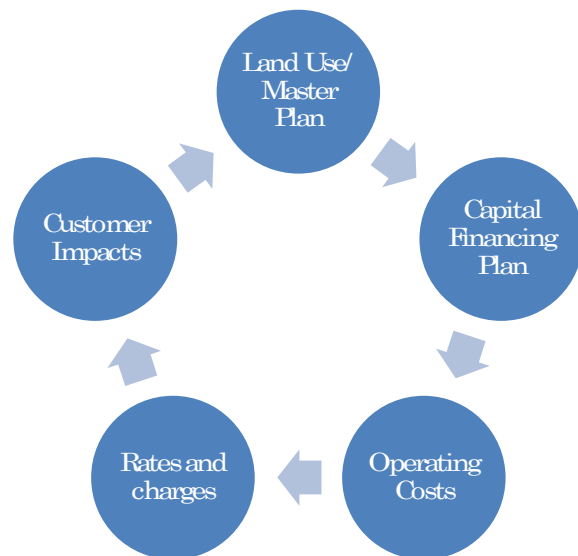 Land Use/
Master
Plan
Capital
Financing
Plan
Operating
Costs
Rates and
charges
Customer
Impacts